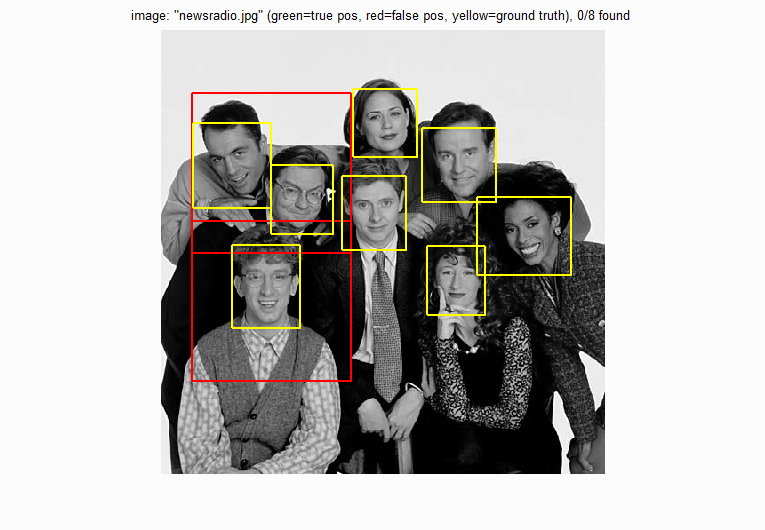 image: "newsradio.jpg" (green=true pos, red=false pos, yellow=ground truth), 0/8 found